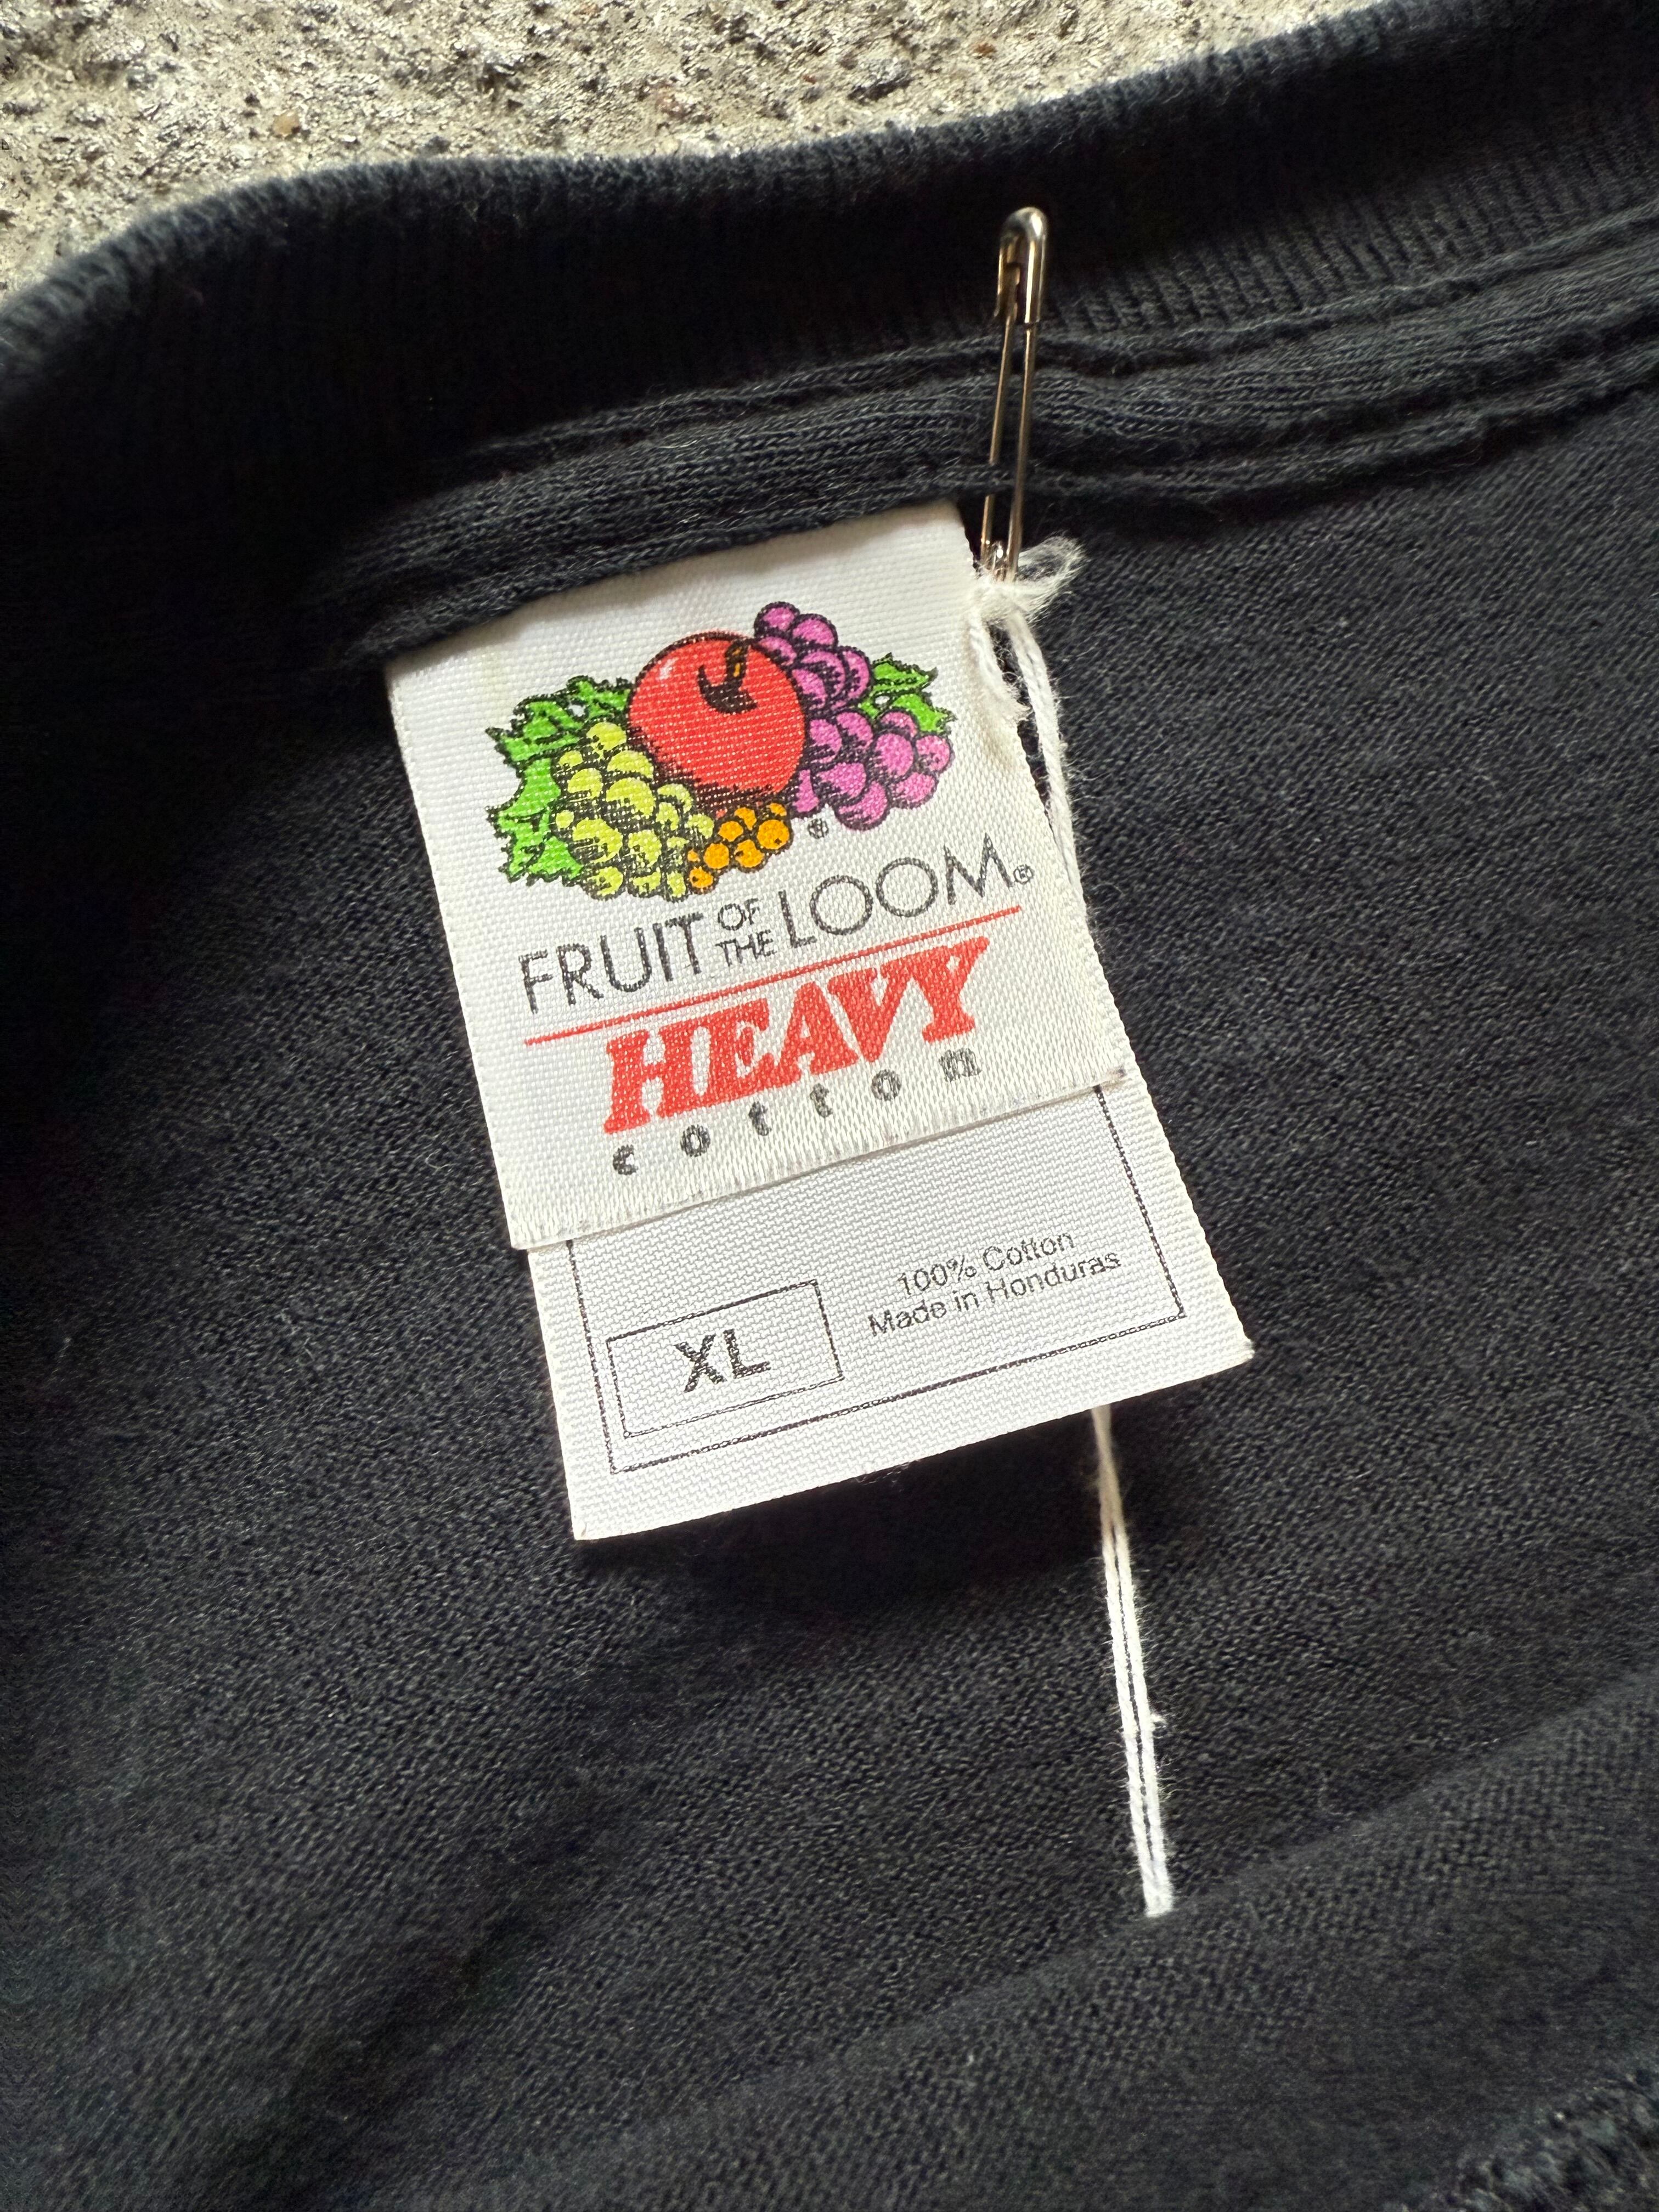 ®
FRUIT OF THE LOOM®
HEAVY
cotton
XL
100% Cotton
Made in Honduras